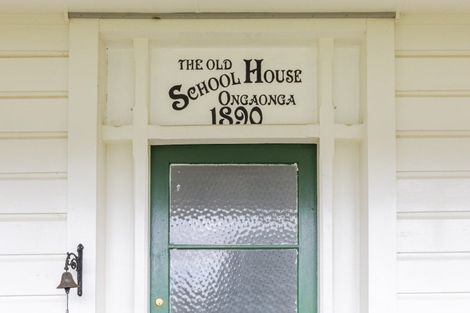 THE OLD
SCHOOL HOUSE
ONGAONGA
1890